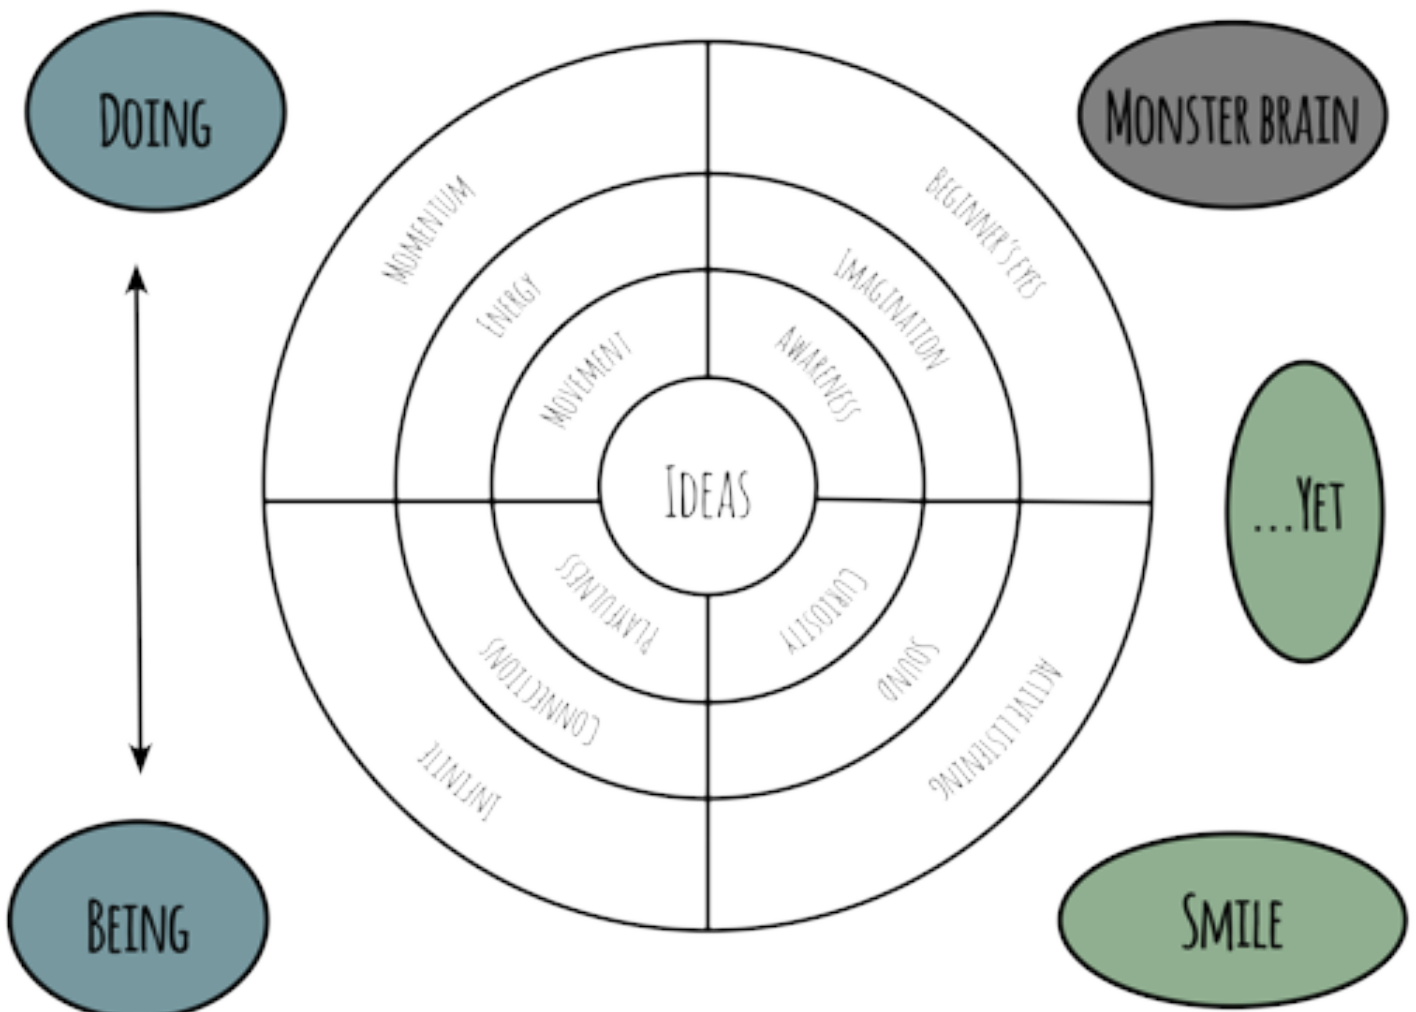 Doing
Monster brain
Momentum
Beginner's eyes
Energy
Imagination
Movement
Awareness
Ideas
...Yet
Playfulness
Curiosity
Connections
Sound
Infinite
Active listening
Being
Smile